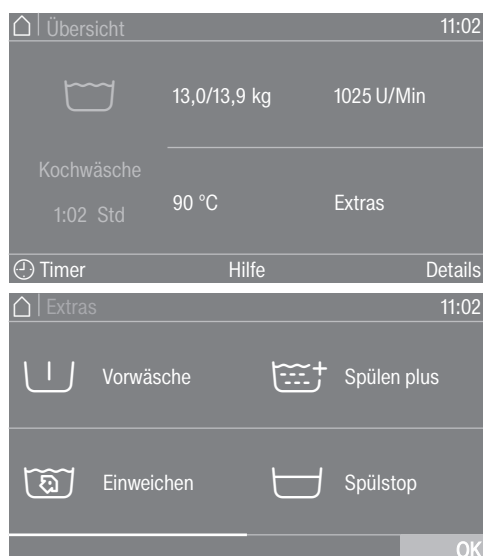 Übersicht 11:02
13,0/13,9 kg 1025 U/Min
Kochwäsche
1:02 Std
90 °C Extras
Timer Hilfe Details
Extras 11:02
Vorwäsche Spülen plus
Einweichen Spülstop
OK